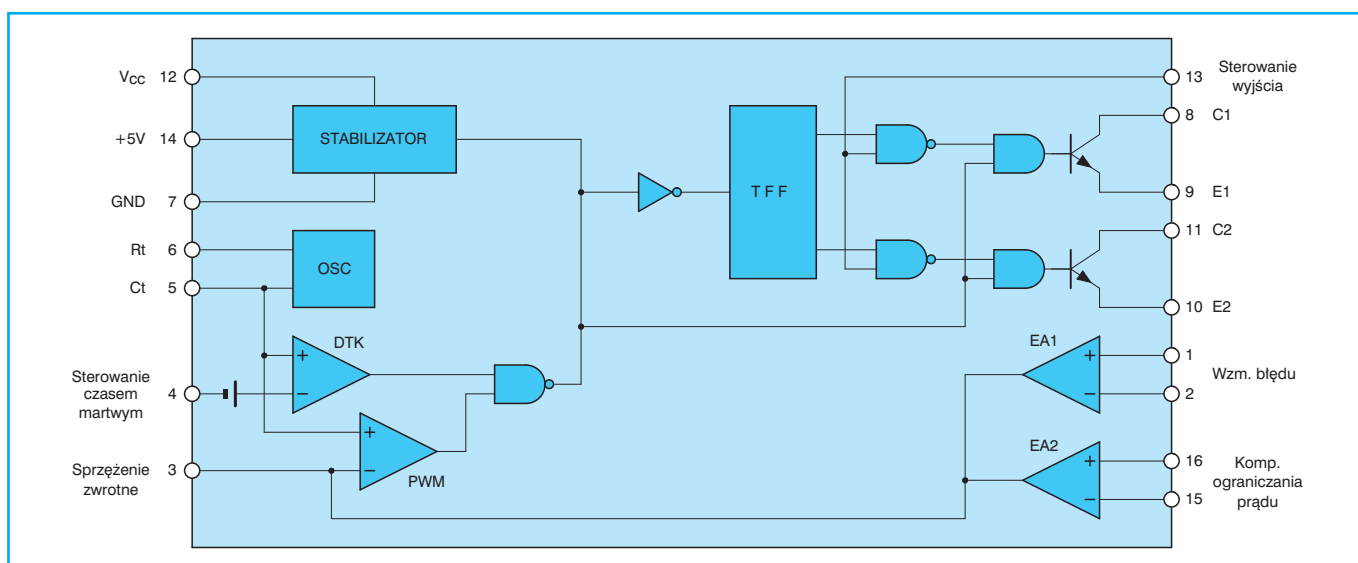 VCC 12
+5V 14
GND 7
Rt 6
Ct 5
Sterowanie
czasem
martwym
4
Sprzężenie
zwrotne
3
STABILIZATOR
OSC
DTK
+
−
+
−
PWM
T F F
13 Sterowanie
wyjścia
8 C1
9 E1
11 C2
10 E2
EA1
+
−
1
2
Wzm. błędu
EA2
+
−
16
15
Komp.
ograniczania
prądu